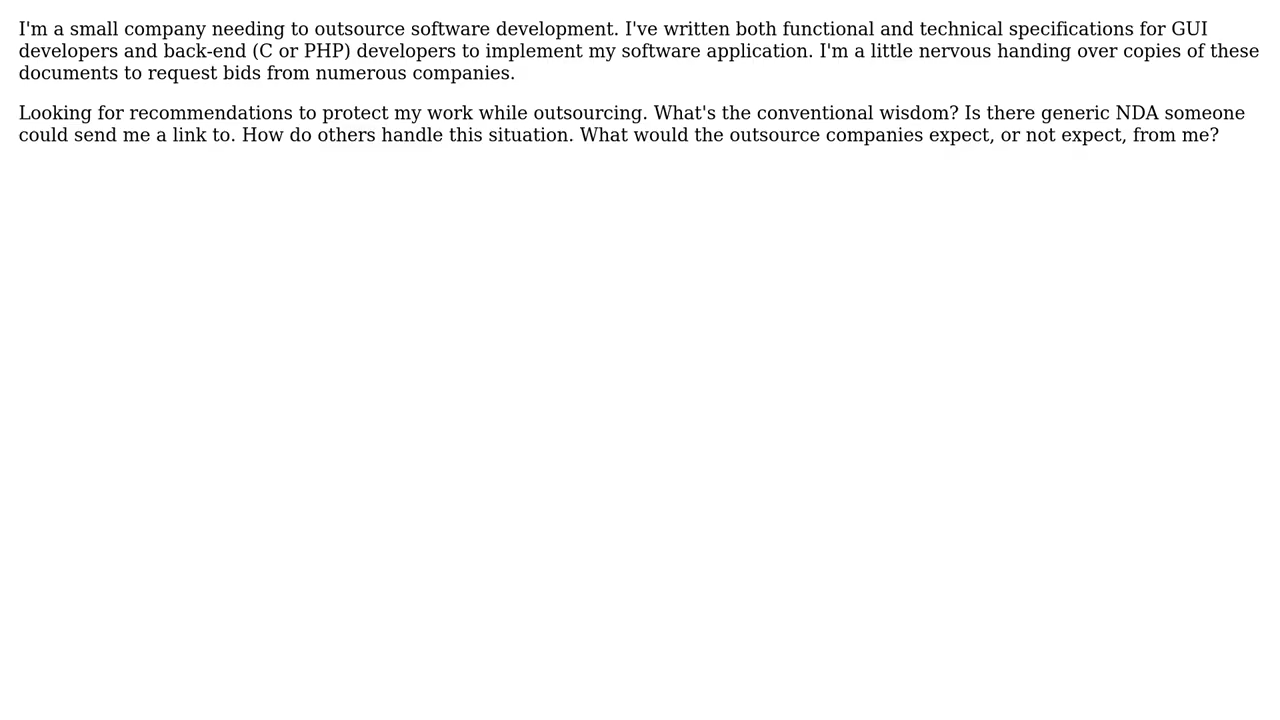 I'm a small company needing to outsource software development. I've written both functional and technical specifications for GUI
developers and back-end (C or PHP) developers to implement my software application. I'm a little nervous handing over copies of these
documents to request bids from numerous companies.
Looking for recommendations to protect my work while outsourcing. What's the conventional wisdom? Is there generic NDA someone
could send me a link to. How do others handle this situation. What would the outsource companies expect, or not expect, from me?